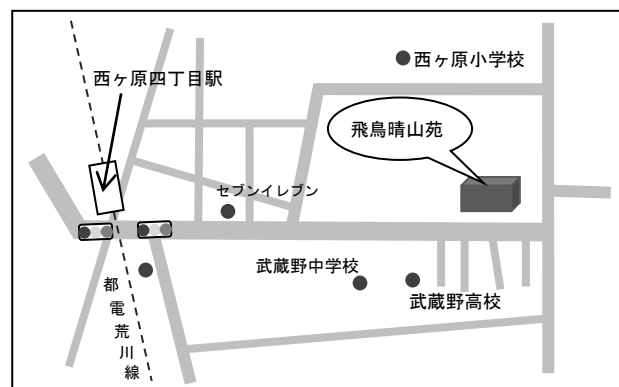 西ヶ原小学校
西ヶ原四丁目駅
飛鳥晴山苑
セブンイレブン
武蔵野中学校
武蔵野高校
都電荒川線